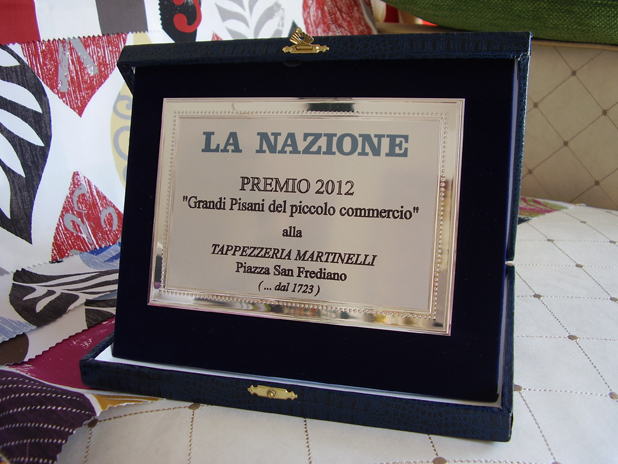 LA NAZIONE
PREMIO 2012
"Grandi Pisani del piccolo commercio"
alla
TAPPEZZERIA MARTINELLI
Piazza San Frediano
( ... dal 1723 )